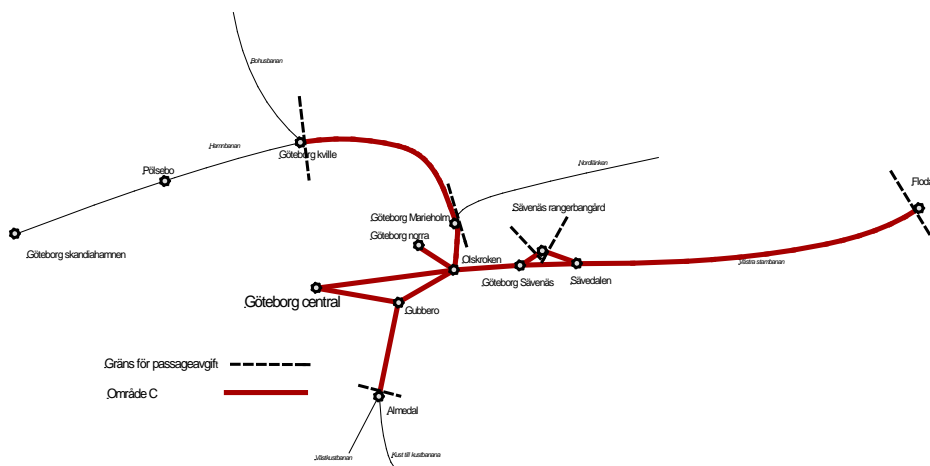 Bohusbanan
Hamnbanan
Göteborg kville
Nordlänken
Pölsebo
Floda
Sävenäs rangerbangård
Göteborg Marieholm
Göteborg norra
Göteborg skandiahamnen
Olskroken
Västra stambanan
Göteborg Sävenäs
Sävedalen
Göteborg central
Gubbero
Gräns för passageavgift
Område C
Almedal
Västkustbanan
Kust till kustbanana